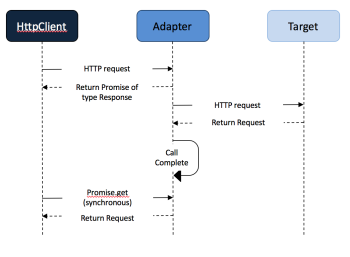 HttpClient
Adapter
Target
HTTP request
Return Promise of
type Response
HTTP request
Return Request
Call
Complete
Promise.get
(synchronous)
Return Request